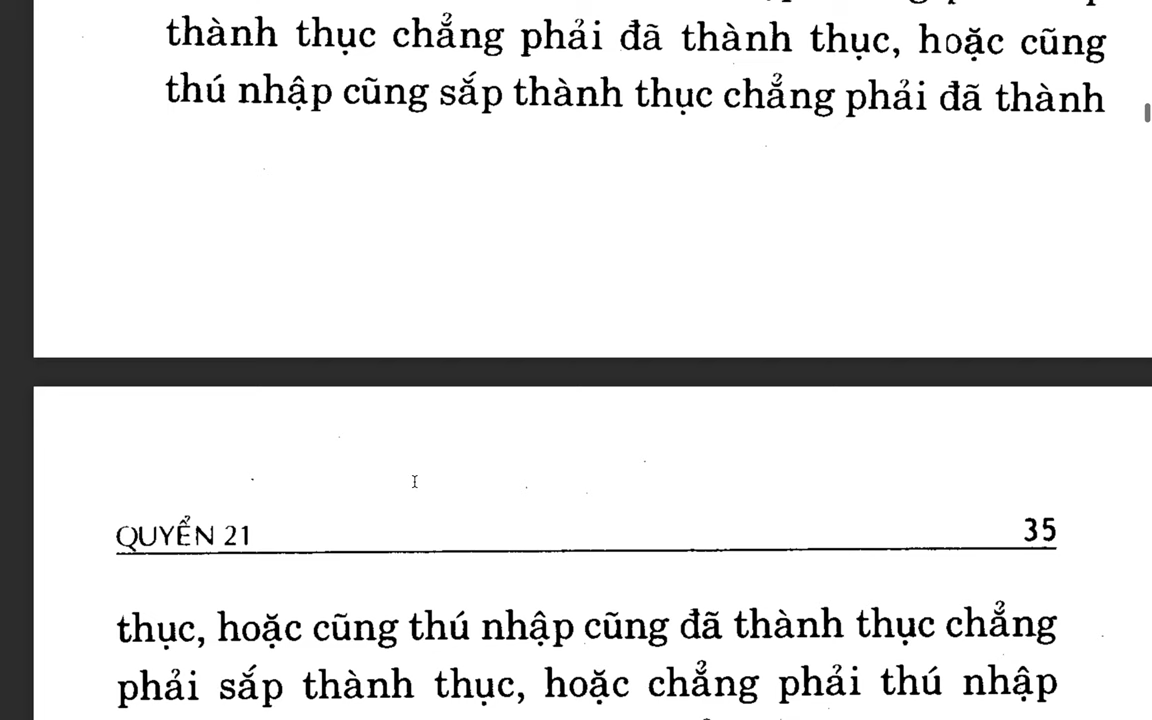 thành thục chẳng phải đã thành thục, hoặc cũng
thú nhập cũng sắp thành thục chẳng phải đã thành
QUYỂN 21 35
thục, hoặc cũng thú nhập cũng đã thành thục chẳng
phải sắp thành thục, hoặc chẳng phải thú nhập